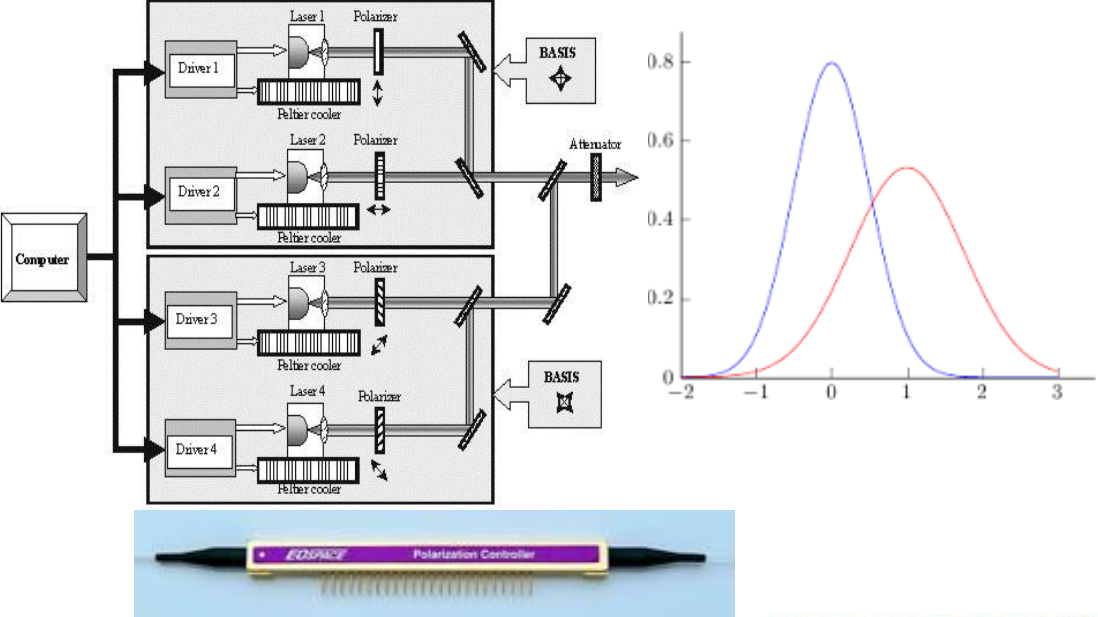 Laser 1
Polarizer
Driver 1
Peltier cooler
BASIS
Laser 2
Polarizer
Attenuator
Driver 2
Peltier cooler
Computer
Laser 3
Polarizer
Driver 3
Peltier cooler
BASIS
Laser 4
Polarizer
Driver 4
Peltier cooler
0.8
0.6
0.4
0.2
0
−2 −1 0 1 2 3
EOSPACE Polarization Controller